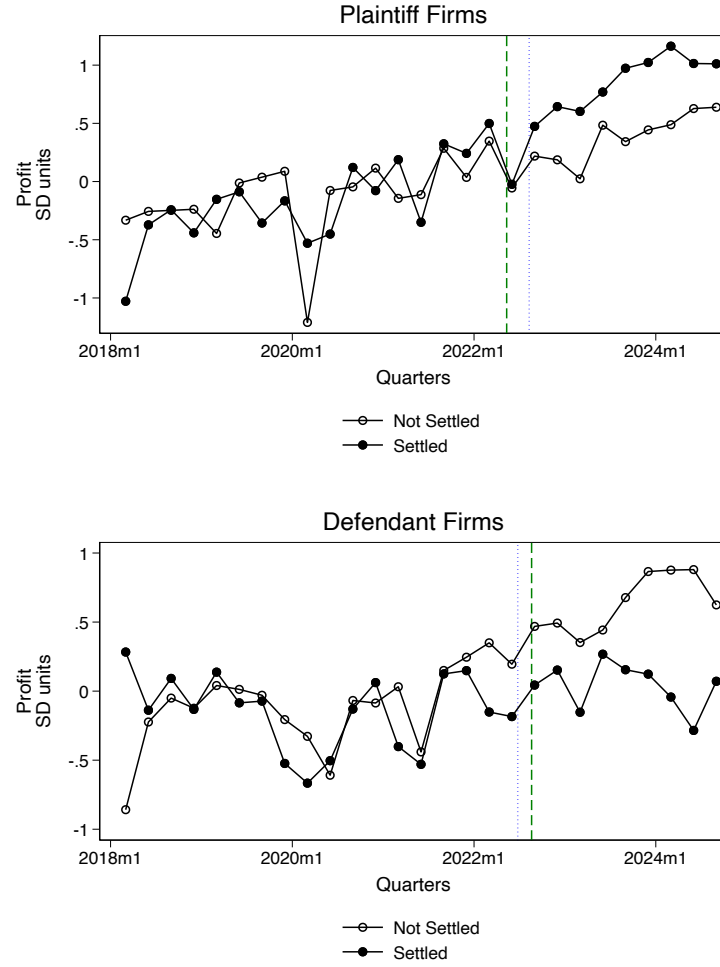 Plaintiff Firms
Profit
SD units
1
.5
0
-.5
-1
2018m1 2020m1 2022m1 2024m1
Quarters
Not Settled
Settled
Defendant Firms
Profit
SD units
1
.5
0
-.5
-1
2018m1 2020m1 2022m1 2024m1
Quarters
Not Settled
Settled